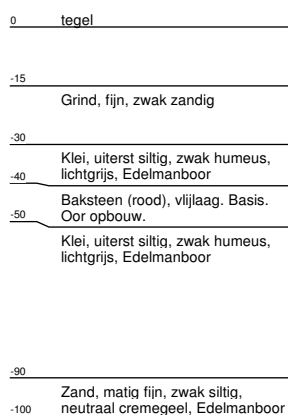 0 tegel
-15
Grind, fijn, zwak zandig
-30
Klei, uiterst siltig, zwak humeus,
lichtgrijs, Edelmanboor
-40
Baksteen (rood), vlijlaag. Basis.
Oor opbouw.
-50
Klei, uiterst siltig, zwak humeus,
lichtgrijs, Edelmanboor
-90
Zand, matig fijn, zwak siltig,
-100 neutraal cremegeel, Edelmanboor